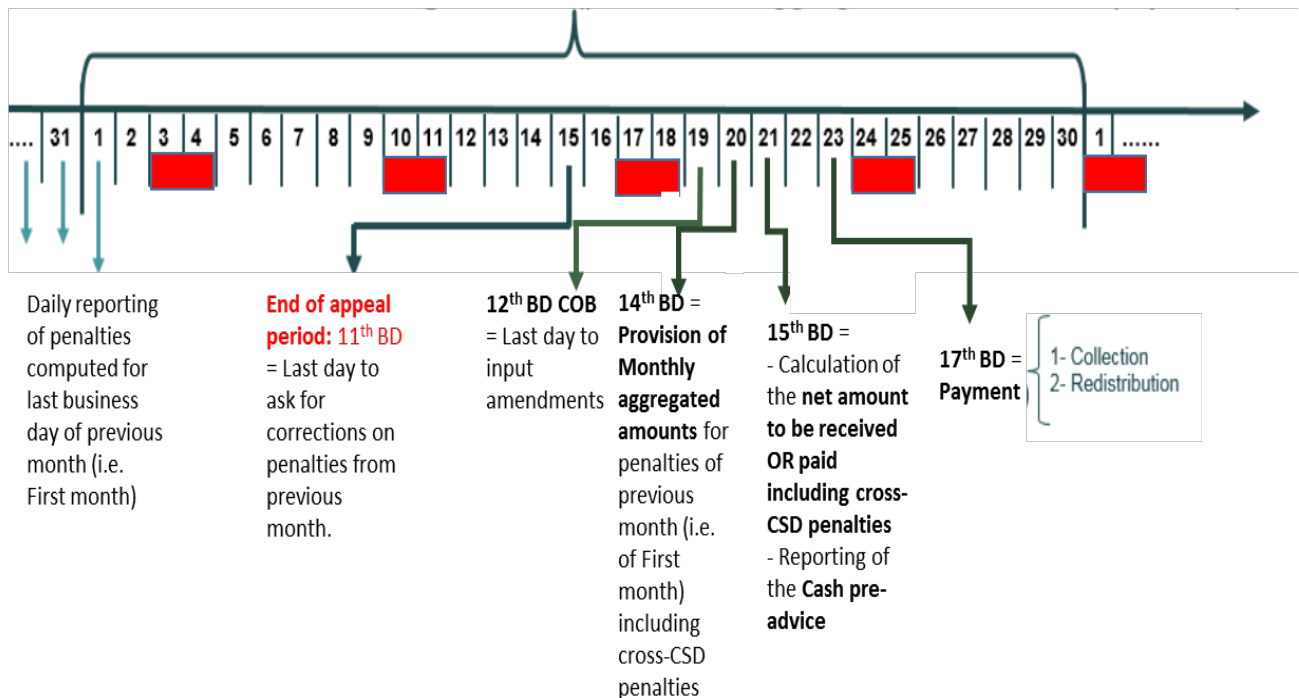 .... 31 1 2 3 4 5 6 7 8 9 10 11 12 13 14 15 16 17 18 19 20 21 22 23 24 25 26 27 28 29 30 1 ......
Daily reporting
of penalties
computed for
last business
day of previous
month (i.e.
First month)
End of appeal
period: 11th BD
= Last day to
ask for
corrections on
penalties from
previous
month.
12th BD COB
= Last day to
input
amendments
14th BD =
Provision of
Monthly
aggregated
amounts for
penalties of
previous
month (i.e.
of First
month)
including
cross-CSD
penalties
15th BD =
- Calculation of
the net amount
to be received
OR paid
including cross-
CSD penalties
- Reporting of
the Cash pre-
advice
17th BD =
Payment
1- Collection
2- Redistribution